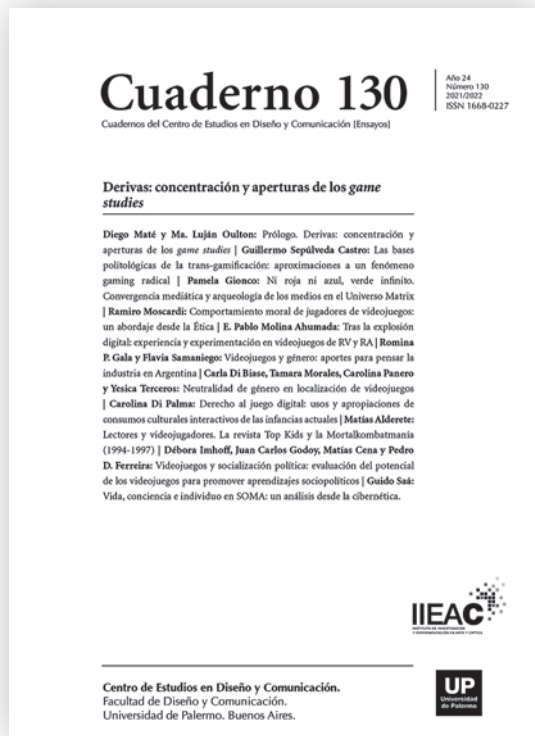 Cuaderno 130
Año 24
Número 130
2021/2022
ISSN 1668-0227
Cuadernos del Centro de Estudios en Diseño y Comunicación [Ensayos]
Derivas: concentración y aperturas de los game
studies
Diego Maté y Ma. Luján Oulton: Prólogo. Derivas: concentración y
aperturas de los game studies | Guillermo Sepúlveda Castro: Las bases
politológicas de la trans-gamificación: aproximaciones a un fenómeno
gaming radical | Pamela Gionco: Ni roja ni azul, verde infinito.
Convergencia mediática y arqueología de los medios en el Universo Matrix
| Ramiro Moscardi: Comportamiento moral de jugadores de videojuegos:
un abordaje desde la Ética | E. Pablo Molina Ahumada: Tras la explosión
digital: experiencia y experimentación en videojuegos de RV y RA | Romina
P. Gala y Flavia Samaniego: Videojuegos y género: aportes para pensar la
industria en Argentina | Carla Di Biase, Tamara Morales, Carolina Panero
y Yesica Terceros: Neutralidad de género en localización de videojuegos
| Carolina Di Palma: Derecho al juego digital: usos y apropiaciones de
consumos culturales interactivos de las infancias actuales | Matías Alderete:
Lectores y videojugadores. La revista Top Kids y la Mortalkombatmanía
(1994-1997) | Débora Imhoff, Juan Carlos Godoy, Matías Cena y Pedro
D. Ferreira: Videojuegos y socialización política: evaluación del potencial
de los videojuegos para promover aprendizajes sociopolíticos | Guido Saá:
Vida, conciencia e individuo en SOMA: un análisis desde la cibernética.
IIEAC
INSTITUTO DE INVESTIGACIÓN
Y EXPERIMENTACIÓN EN ARTE Y CRÍTICA
Centro de Estudios en Diseño y Comunicación.
Facultad de Diseño y Comunicación.
Universidad de Palermo. Buenos Aires.
UP
Universidad
de Palermo